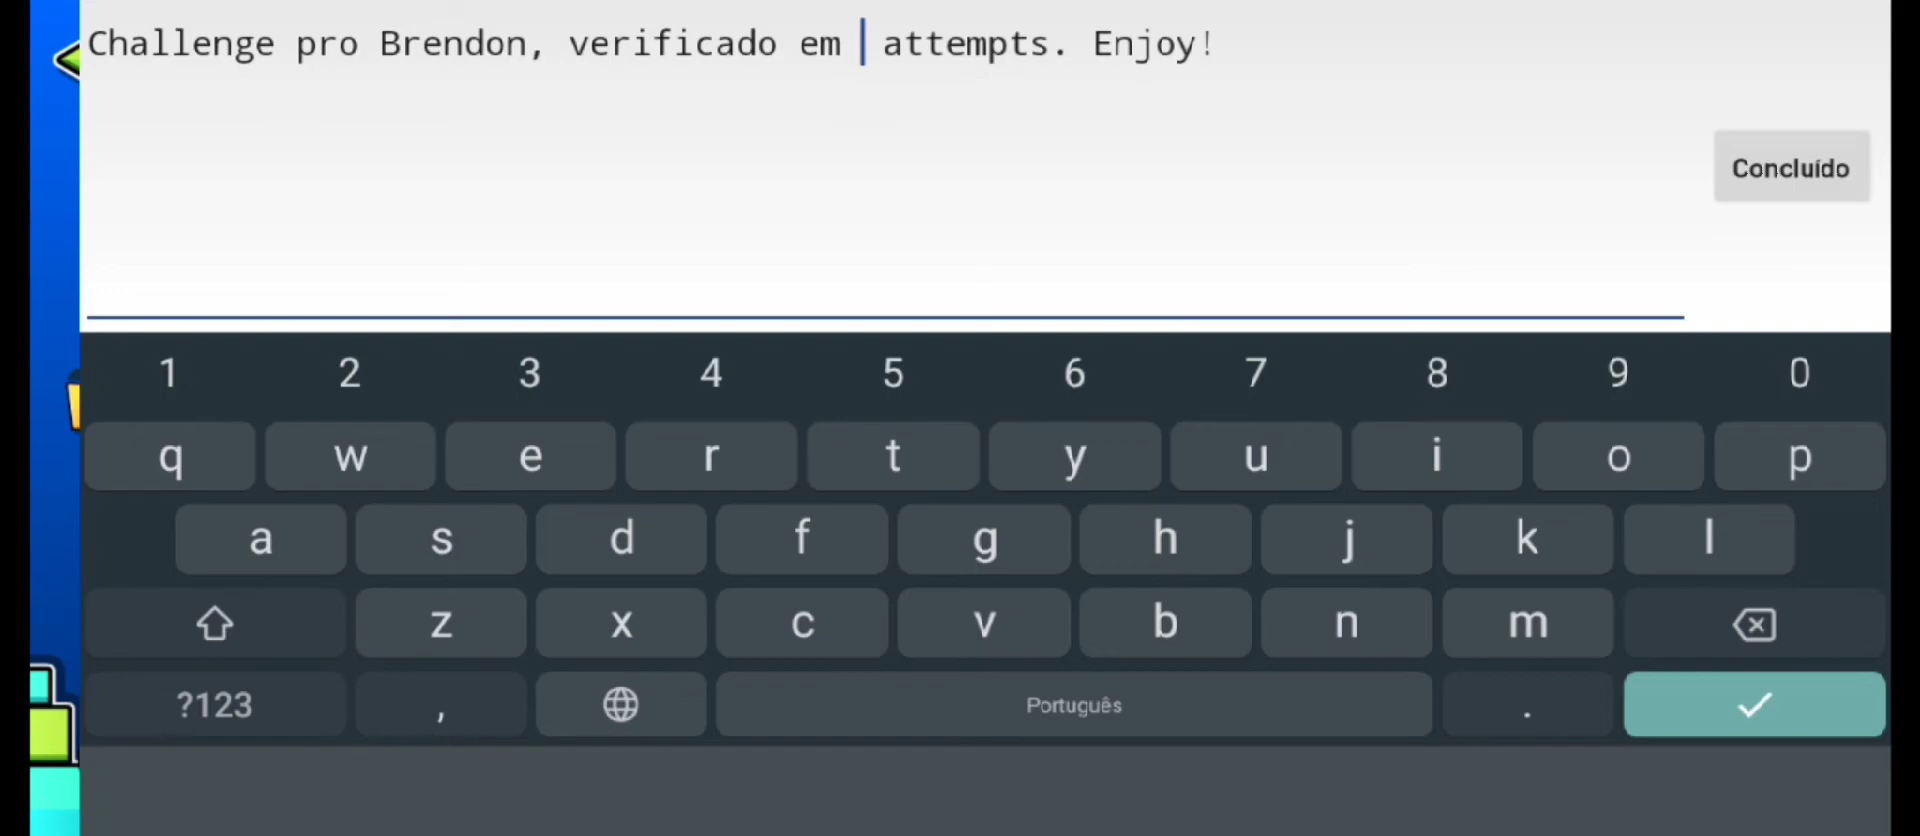 Challenge pro Brendon, verificado em attempts. Enjoy!
Concluído
1 2 3 4 5 6 7 8 9 0
q w e r t y u i o p
a s d f g h j k l
z x c v b n m
?123 , Português .